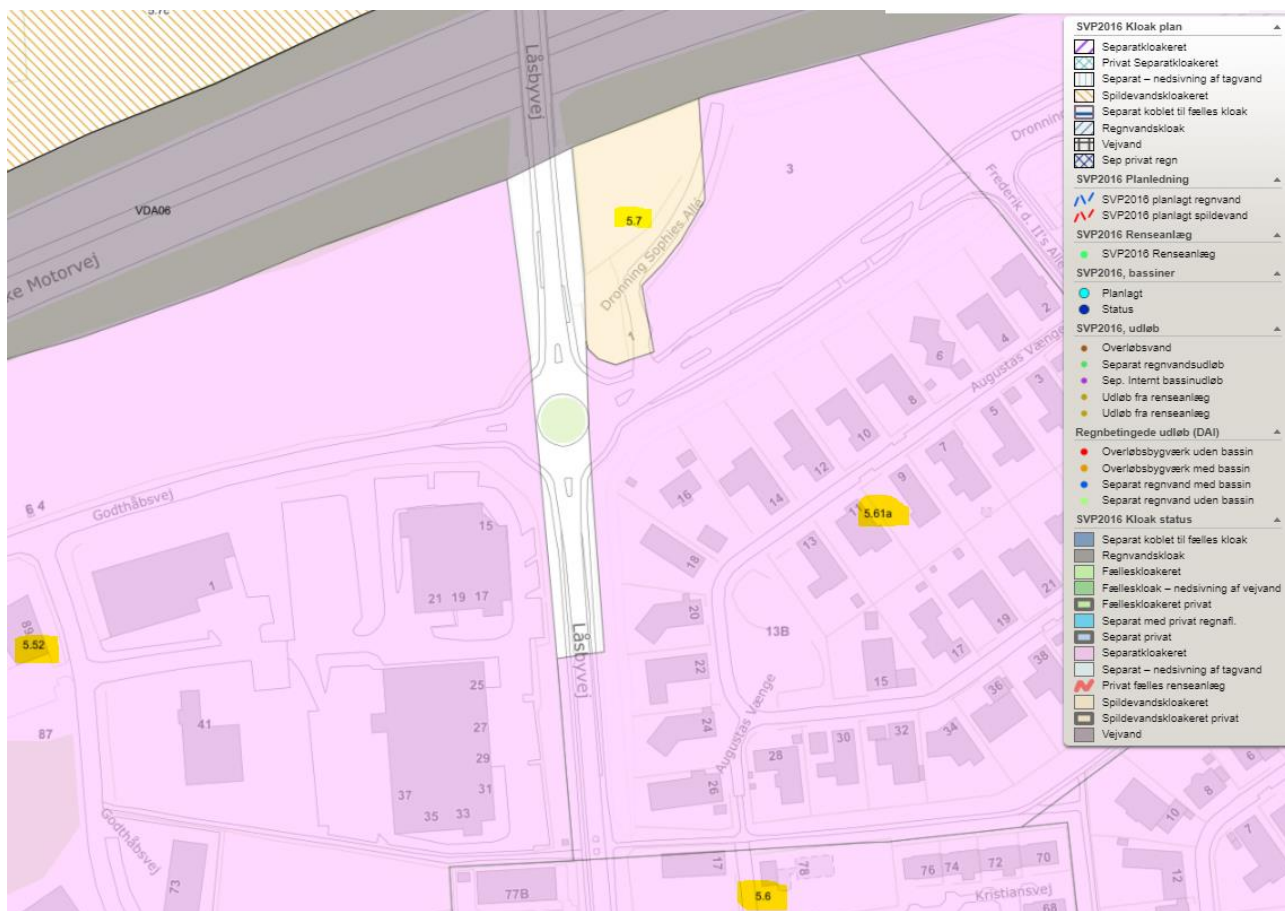 5.7c
Låsbyvej
VDA06
ke Motorvej
5.7
Dronning Sophies Allé
1
3
Dronning
Frederik d. II's Allé
2
4
6
8
10
12
14
16
18
Augustas Vænge
3
5
7
9
11
13
5.61a
64
Godthåbsvej
1
15
21 19 17
89
5.52
20
22
24
26
13B
15
17
19
21
Låsbyvej
25
27
29
31
33
35
37
41
87
Augustas Vænge
28
30
32
34
36
38
Godthåbsvej
73
77B
17
78
5.6
76 74 72 70
Kristiansvej
68
10
8
6
7
12
SVP2016 Kloak plan
Separatkloakeret
Privat Separatkloakeret
Separat – nedsivning af tagvand
Spildevandskloakeret
Separat koblet til fælles kloak
Regnvandskloak
Vejvand
Sep privat regn
SVP2016 Planledning
SVP2016 planlagt regnvand
SVP2016 planlagt spildevand
SVP2016 Renseanlæg
SVP2016 Renseanlæg
SVP2016, bassiner
Planlagt
Status
SVP2016, udløb
Overløbsvand
Separat regnvandsudløb
Sep. Internt bassinudløb
Udløb fra renseanlæg
Udløb fra renseanlæg
Regnbetingede udløb (DAI)
Overløbsbygværk uden bassin
Overløbsbygværk med bassin
Separat regnvand med bassin
Separat regnvand uden bassin
SVP2016 Kloak status
Separat koblet til fælles kloak
Regnvandskloak
Fælleskloakeret
Fælleskloak – nedsivning af vejvand
Fælleskloakeret privat
Separat med privat regnafl.
Separat privat
Separatkloakeret
Separat – nedsivning af tagvand
Privat fælles renseanlæg
Spildevandskloakeret
Spildevandskloakeret privat
Vejvand